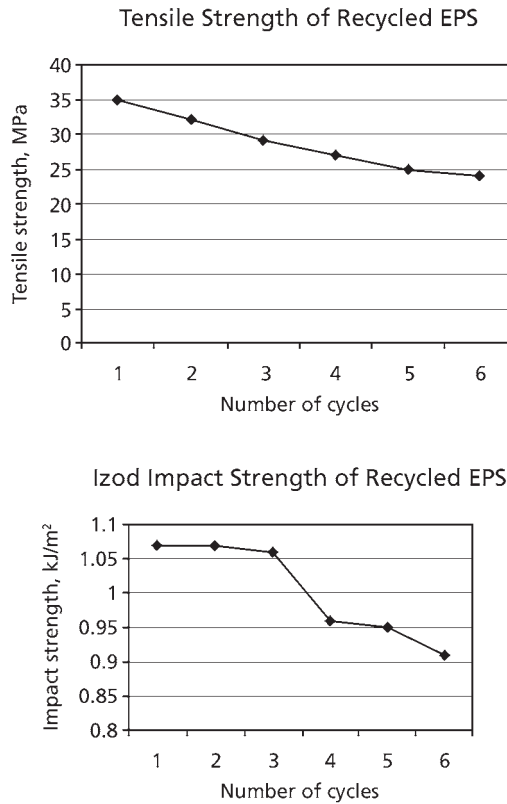 Tensile Strength of Recycled EPS
Tensile strength, MPa
40
35
30
25
20
15
10
5
0
1 2 3 4 5 6
Number of cycles
Izod Impact Strength of Recycled EPS
Impact strength, kJ/m²
1.1
1.05
1
0.95
0.9
0.85
0.8
1 2 3 4 5 6
Number of cycles